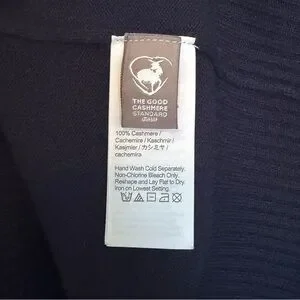 THE GOOD
CASHMERE
STANDARD
100% Cashmere /
Cachemire / Kaschmir /
Kasjmier / カシミヤ /
cachemira
Hand Wash Cold Separately.
Non-Chlorine Bleach Only.
Reshape and Lay Flat to Dry.
Iron on Lowest Setting.